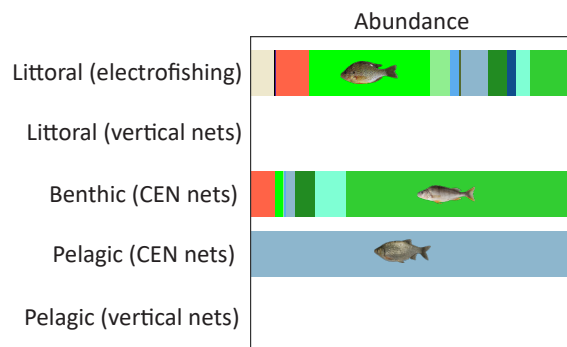 Abundance
Littoral (electrofishing)
Littoral (vertical nets)
Benthic (CEN nets)
Pelagic (CEN nets)
Pelagic (vertical nets)